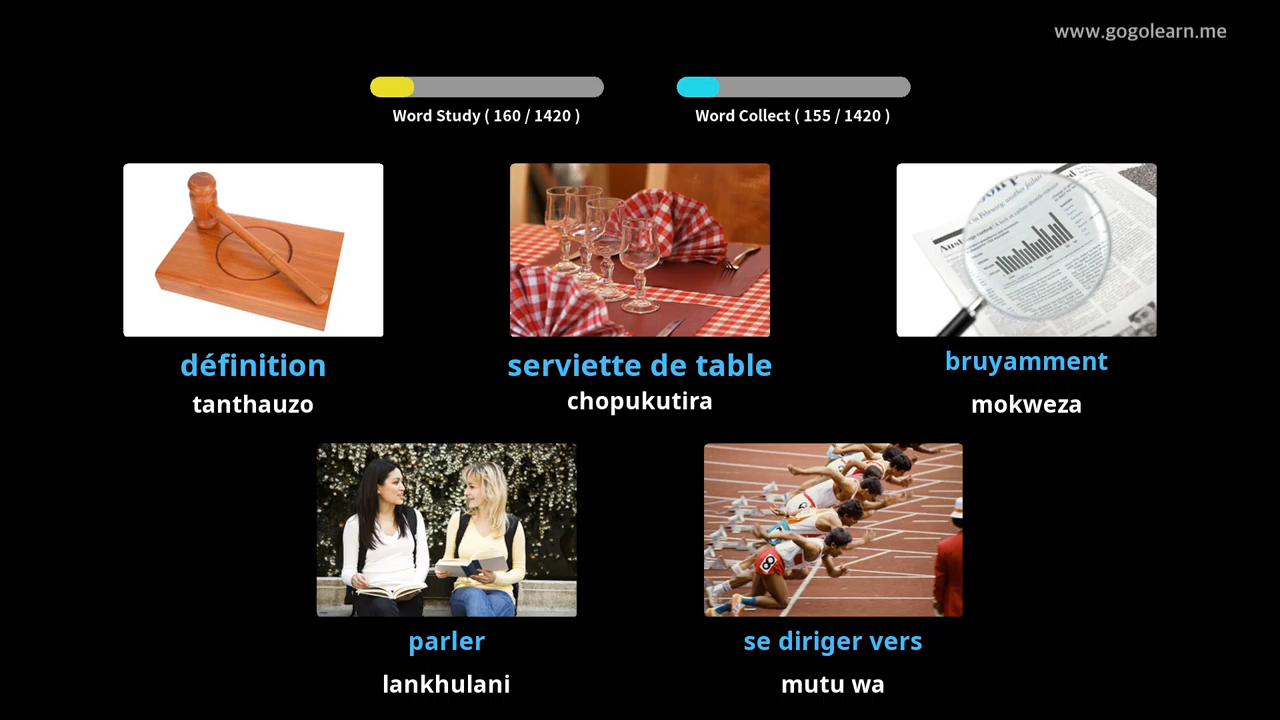 www.gogolearn.me
Word Study ( 160 / 1420 )
Word Collect ( 155 / 1420 )
définition
serviette de table
bruyamment
tanthauzo
chopukutira
mokweza
parler
se diriger vers
lankhulani
mutu wa